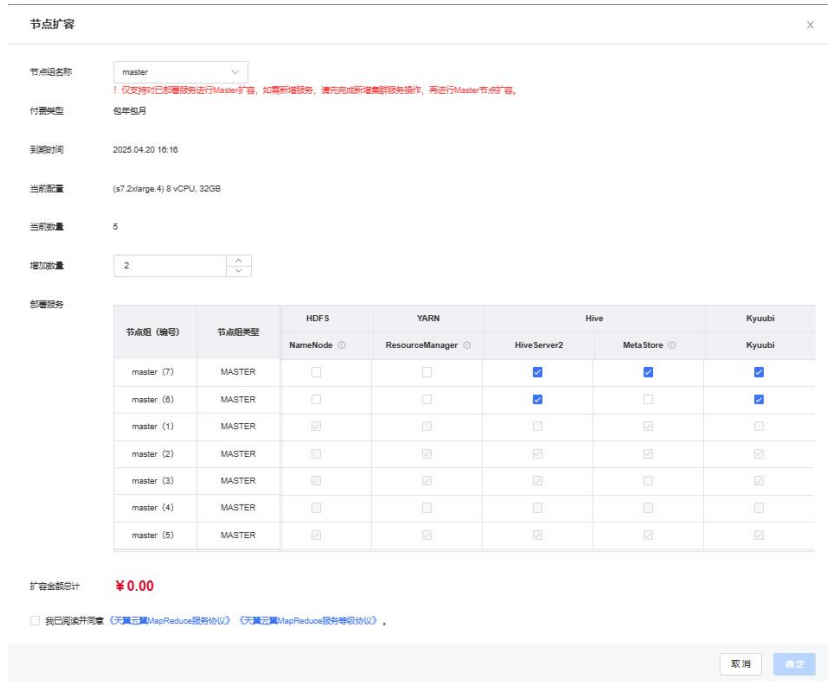 节点扩容
节点组名称 master
！仅支持对已部署服务进行Master扩容，如需新增服务，请先完成新增集群服务操作，再进行Master节点扩容。
付费类型 包年包月
到期时间 2025.04.20 16:16
当前配置 (s7.2xlarge.4) 8 vCPU, 32GB
当前数量 5
增加数量 2
部署服务
节点组（编号） 节点组类型 HDFS YARN Hive Kyuubi
NameNode ResourceManager HiveServer2 MetaStore Kyuubi
master（7） MASTER
master（6） MASTER
master（1） MASTER
master（2） MASTER
master（3） MASTER
master（4） MASTER
master（5） MASTER
扩容金额总计 ¥0.00
我已阅读并同意《天翼云翼MapReduce服务协议》《天翼云翼MapReduce服务等级协议》。
取消 确定